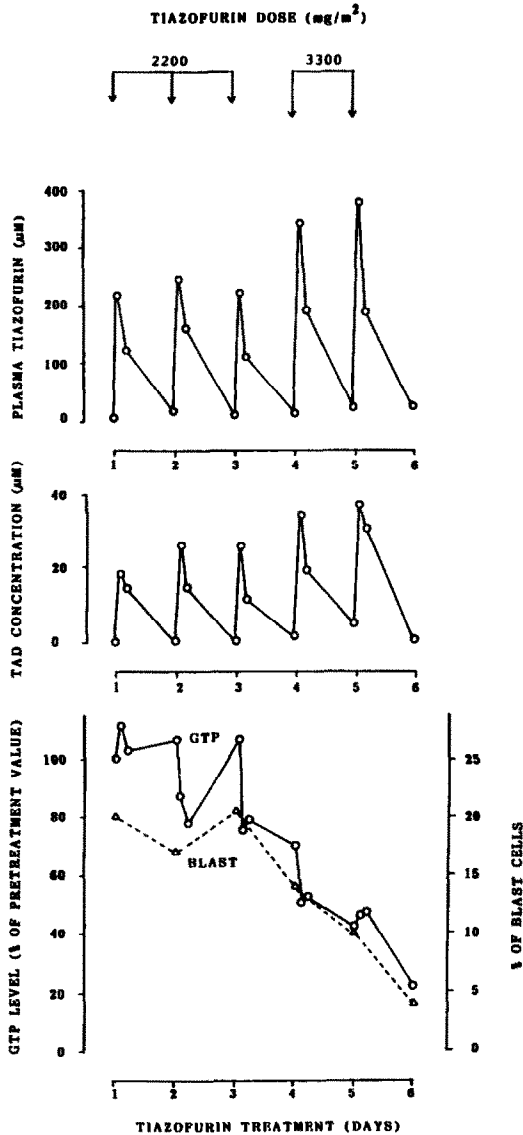 TIAZOFURIN DOSE (mg/m2)
2200
3300
PLASMA TIAZOFURIN (µM)
400
300
200
100
0
1 2 3 4 5 6
TAD CONCENTRATION (µM)
40
20
0
1 2 3 4 5 6
GTP LEVEL (% OF PRETREATMENT VALUE)
100
80
60
40
20
0
GTP
BLAST
25
20
15
10
5
0
% OF BLAST CELLS
1 2 3 4 5 6
TIAZOFURIN TREATMENT (DAYS)